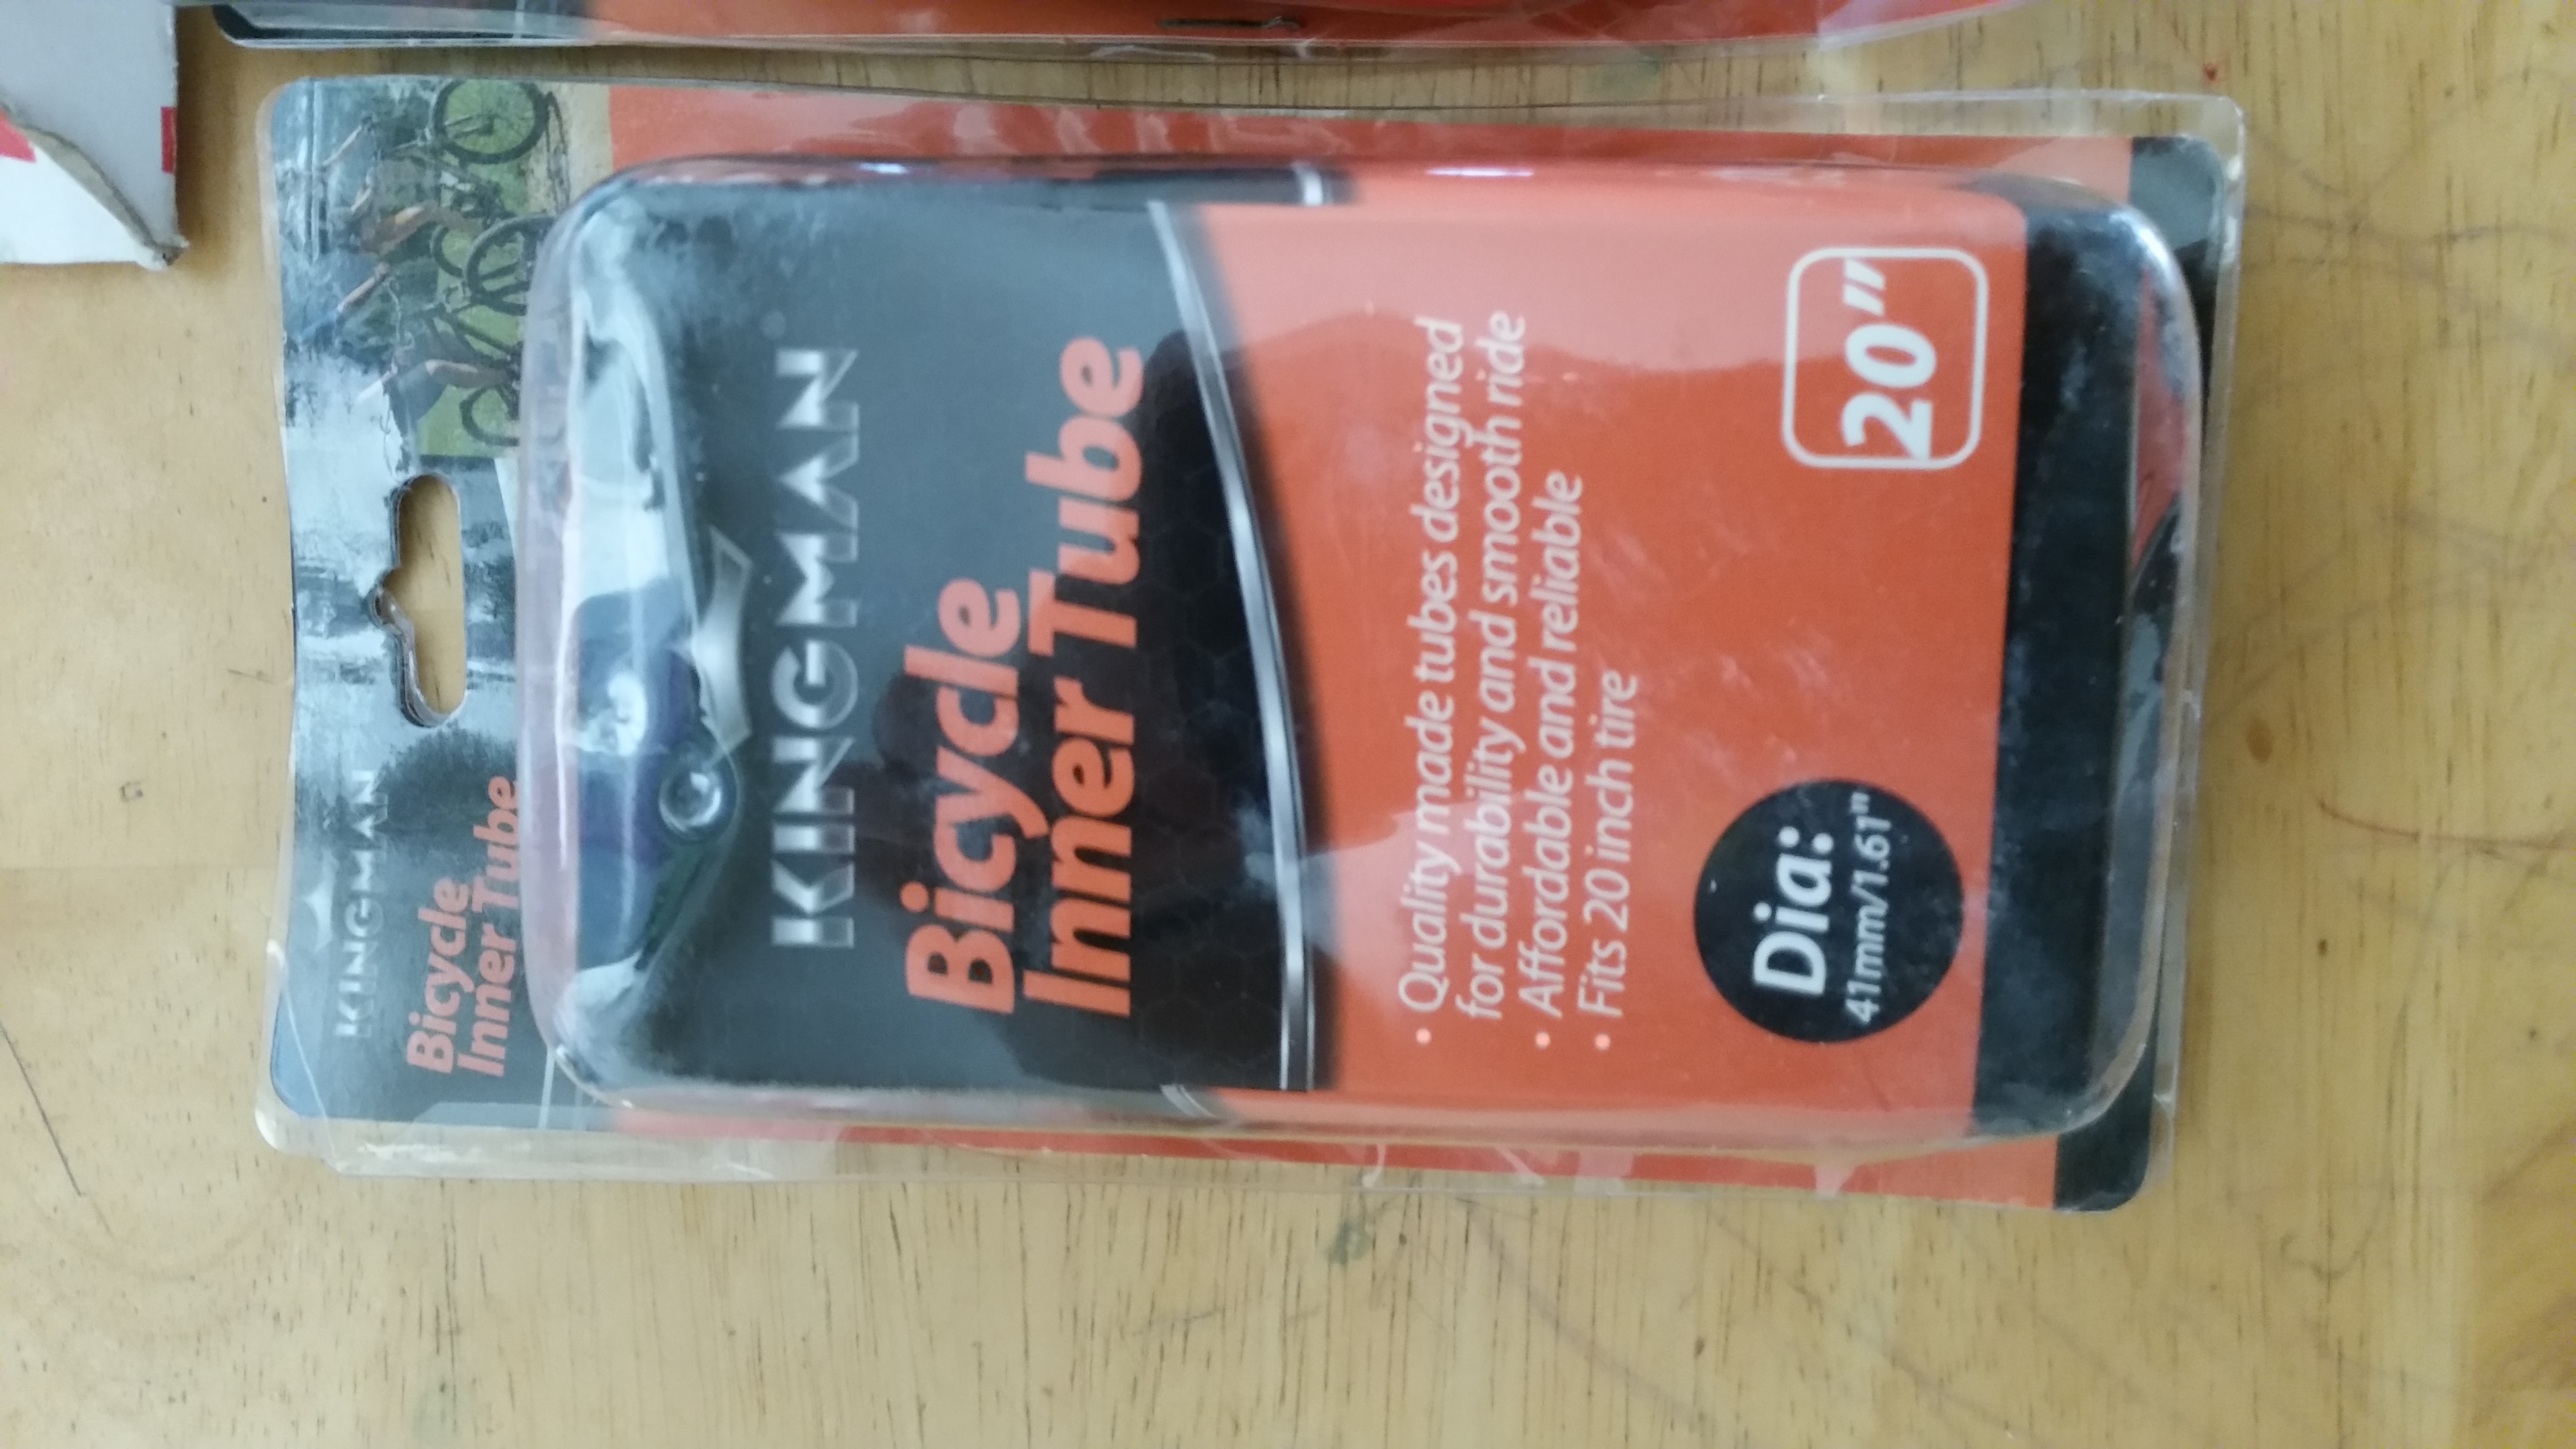 KINGMAN
Bicycle
Inner Tube
KINGMAN
Bicycle
Inner Tube
• Quality made tubes designed
for durability and smooth ride
• Affordable and reliable
• Fits 20 inch tire
Dia:
41mm/1.61"
20"